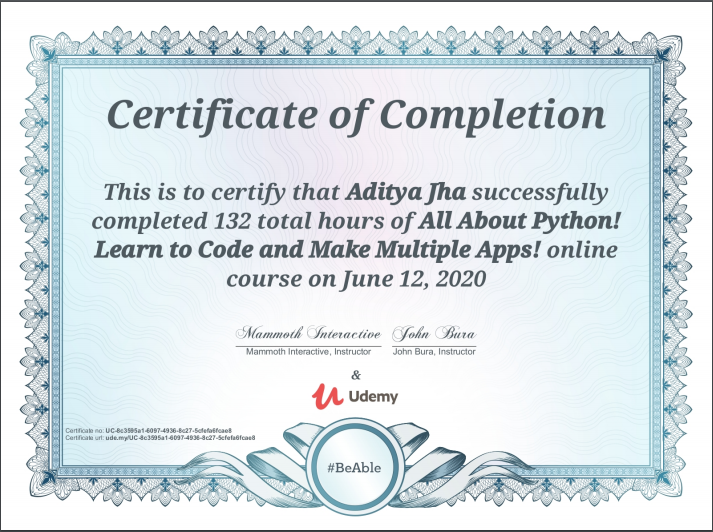 Certificate of Completion
This is to certify that Aditya Jha successfully
completed 132 total hours of All About Python!
Learn to Code and Make Multiple Apps! online
course on June 12, 2020
Mammoth Interactive John Bura
Mammoth Interactive, Instructor John Bura, Instructor
&
Udemy
Certificate no: UC-8c3595a1-6097-4936-8c27-5cfefa6fcae8
Certificate url: ude.my/UC-8c3595a1-6097-4936-8c27-5cfefa6fcae8
#BeAble